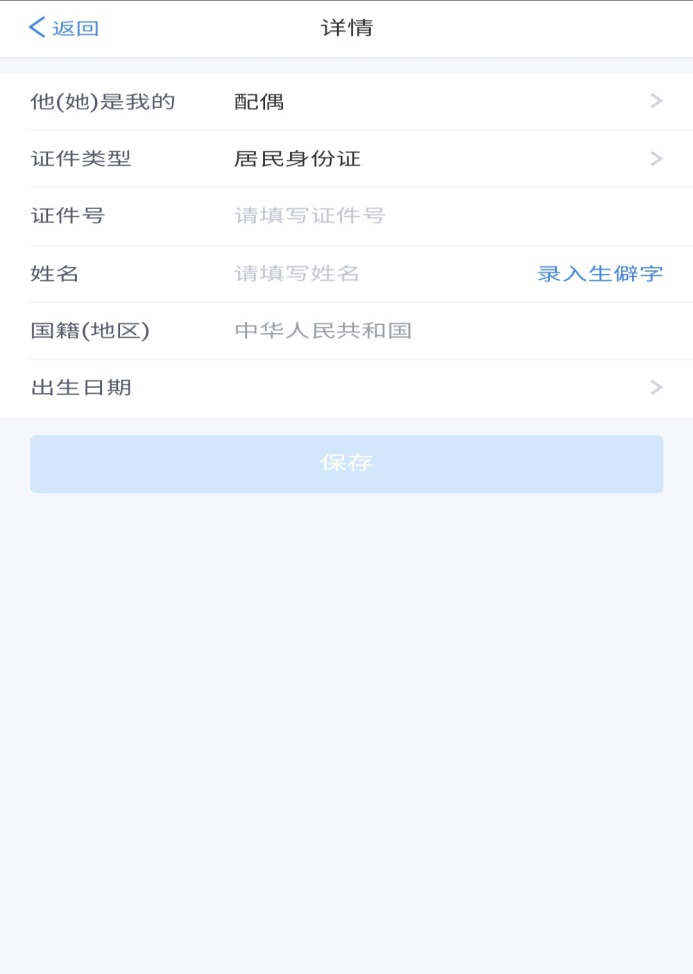 返回 详情
他(她)是我的 配偶
证件类型 居民身份证
证件号 请填写证件号
姓名 请填写姓名 录入生僻字
国籍(地区) 中华人民共和国
出生日期
保存